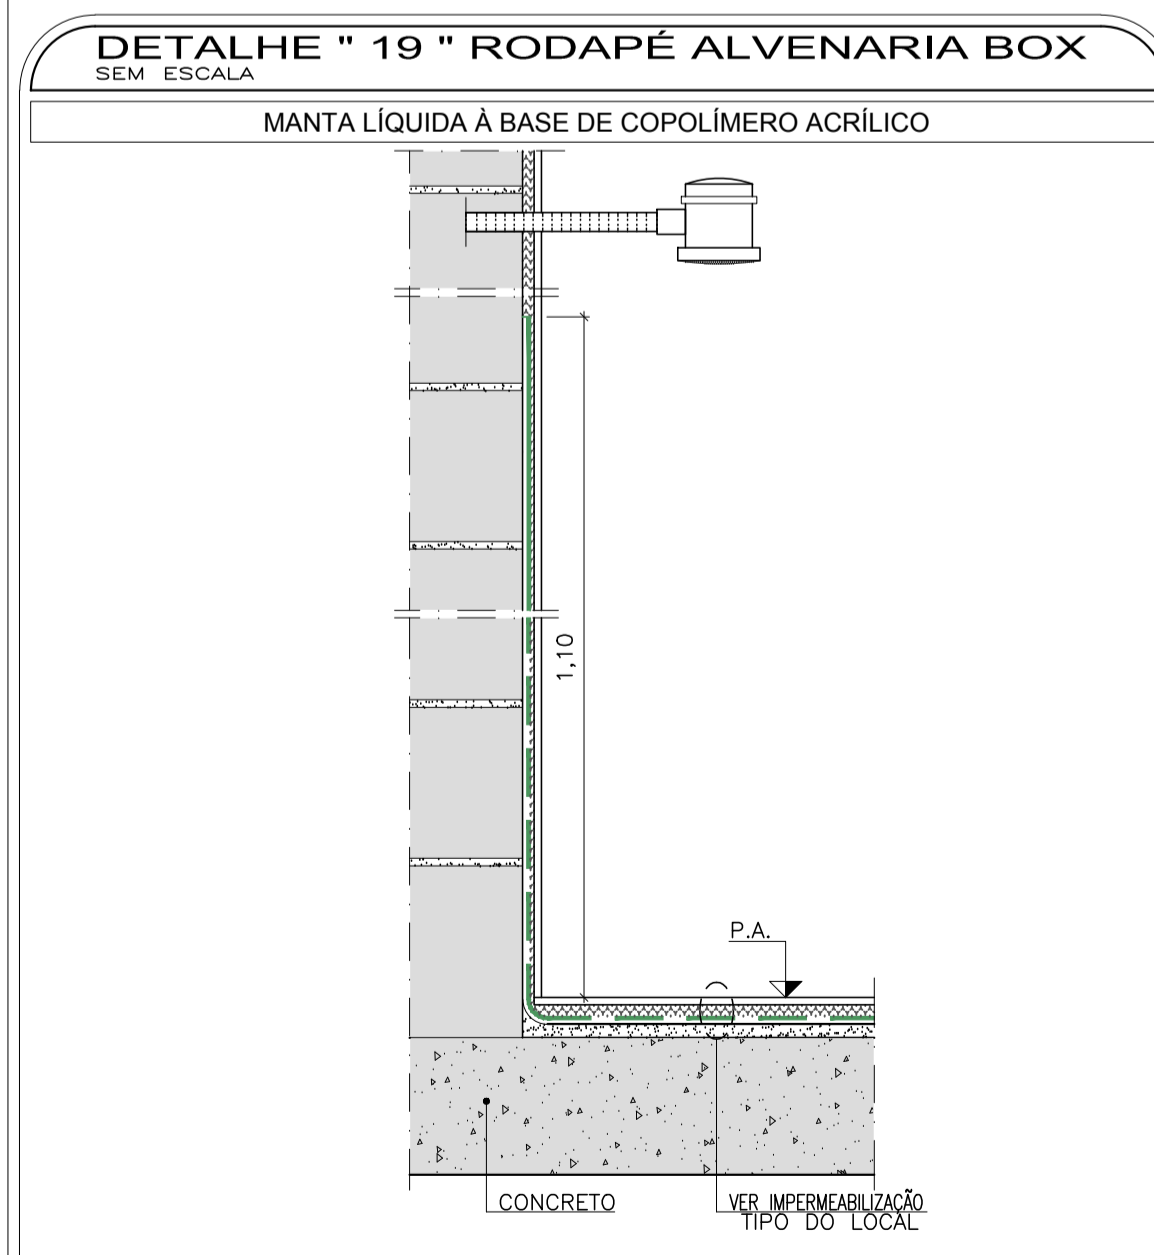 DETALHE " 19 " RODAPÉ ALVENARIA BOX
SEM ESCALA
MANTA LÍQUIDA À BASE DE COPOLÍMERO ACRÍLICO
1,10
P.A.
CONCRETO
VER IMPERMEABILIZAÇÃO
TIPO DO LOCAL